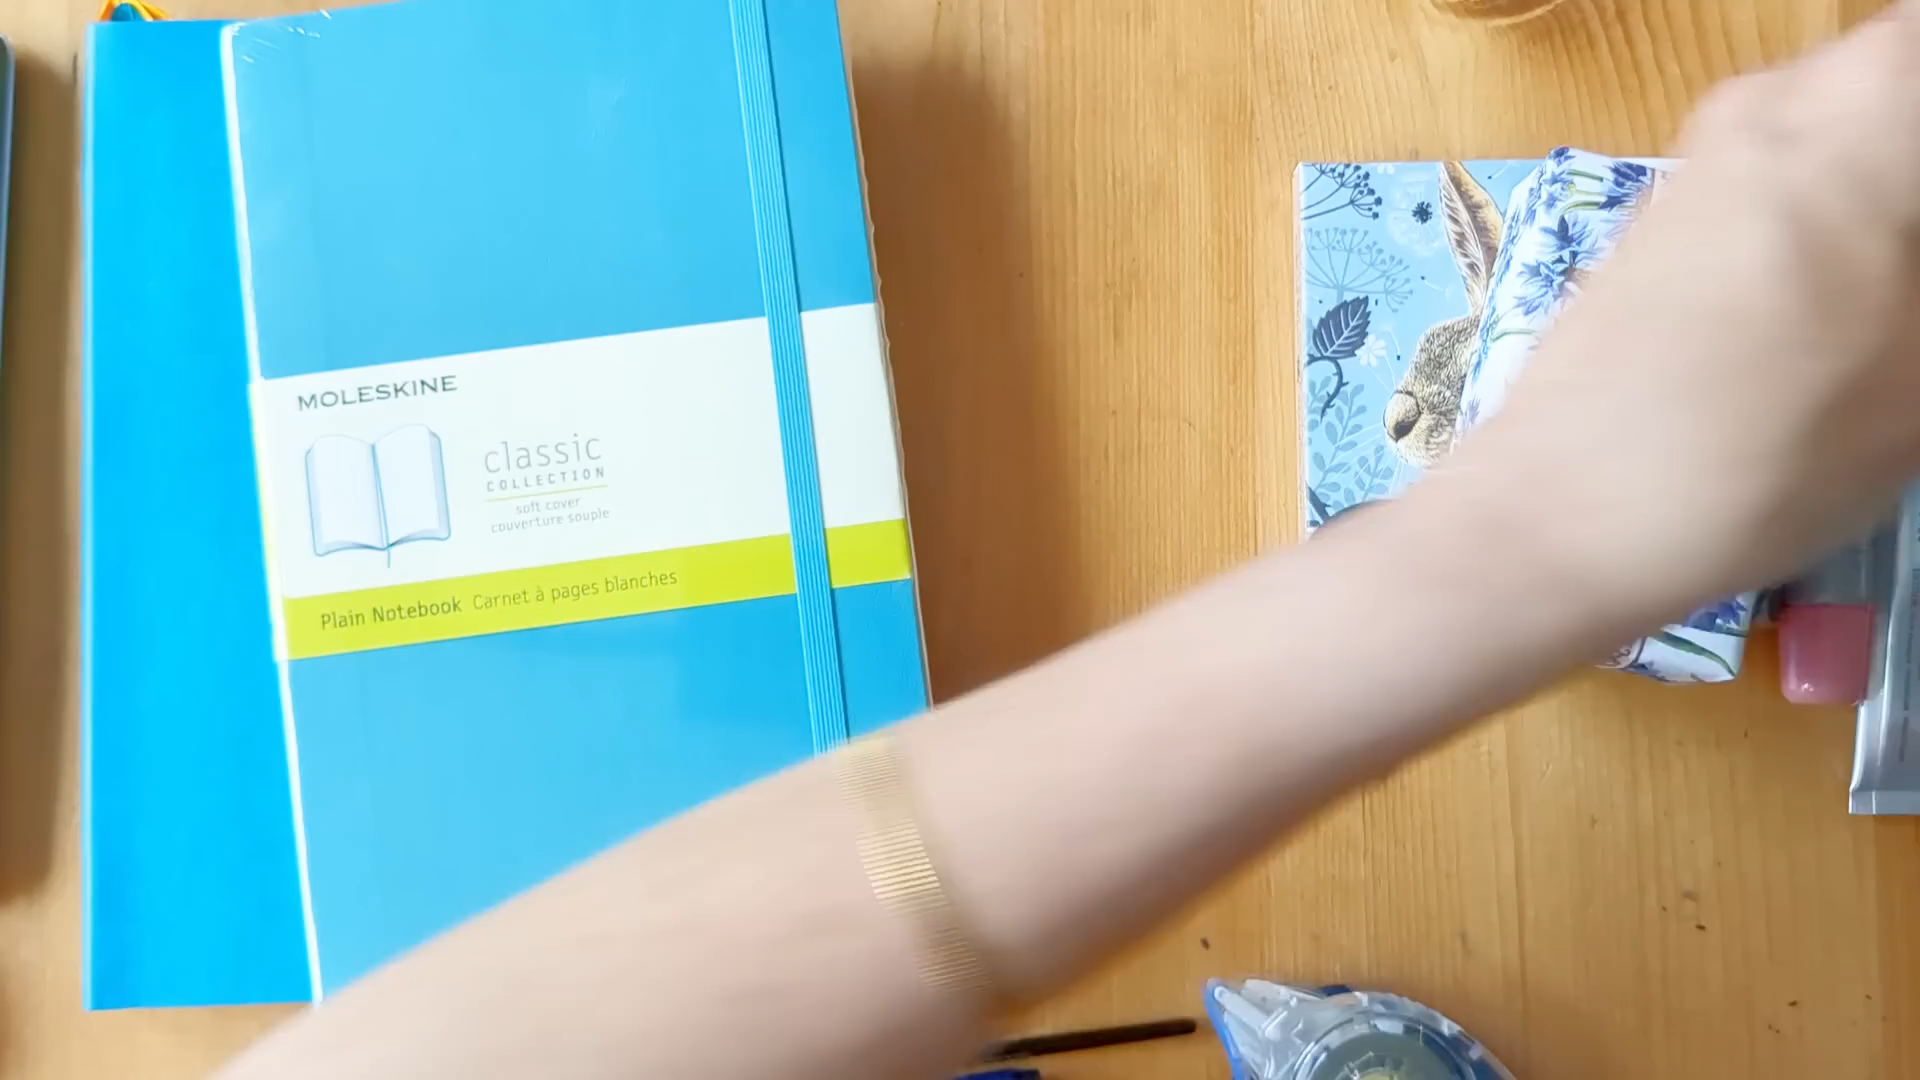 MOLESKINE
classic
COLLECTION
soft cover
couverture souple
Plain Notebook Carnet à pages blanches